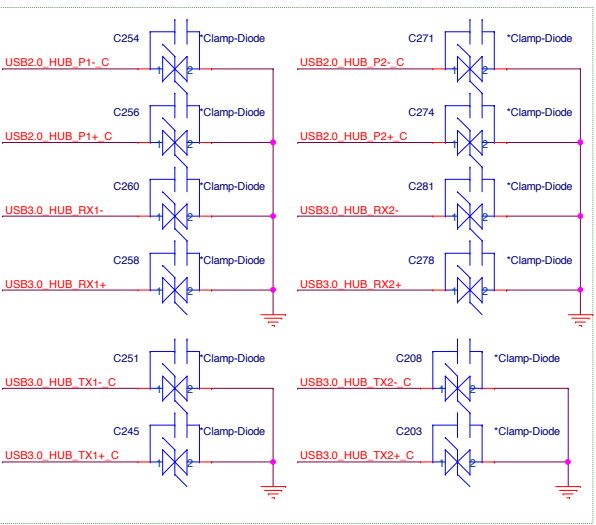 C254 *Clamp-Diode
USB2.0_HUB_P1-_C
1 2
C271 *Clamp-Diode
USB2.0_HUB_P2-_C
1 2
C256 *Clamp-Diode
USB2.0_HUB_P1+_C
1 2
C274 *Clamp-Diode
USB2.0_HUB_P2+_C
1 2
C260 *Clamp-Diode
USB3.0_HUB_RX1-
1 2
C281 *Clamp-Diode
USB3.0_HUB_RX2-
1 2
C258 *Clamp-Diode
USB3.0_HUB_RX1+
1 2
C278 *Clamp-Diode
USB3.0_HUB_RX2+
1 2
C251 *Clamp-Diode
USB3.0_HUB_TX1-_C
1 2
C208 *Clamp-Diode
USB3.0_HUB_TX2-_C
1 2
C245 *Clamp-Diode
USB3.0_HUB_TX1+_C
1 2
C203 *Clamp-Diode
USB3.0_HUB_TX2+_C
1 2